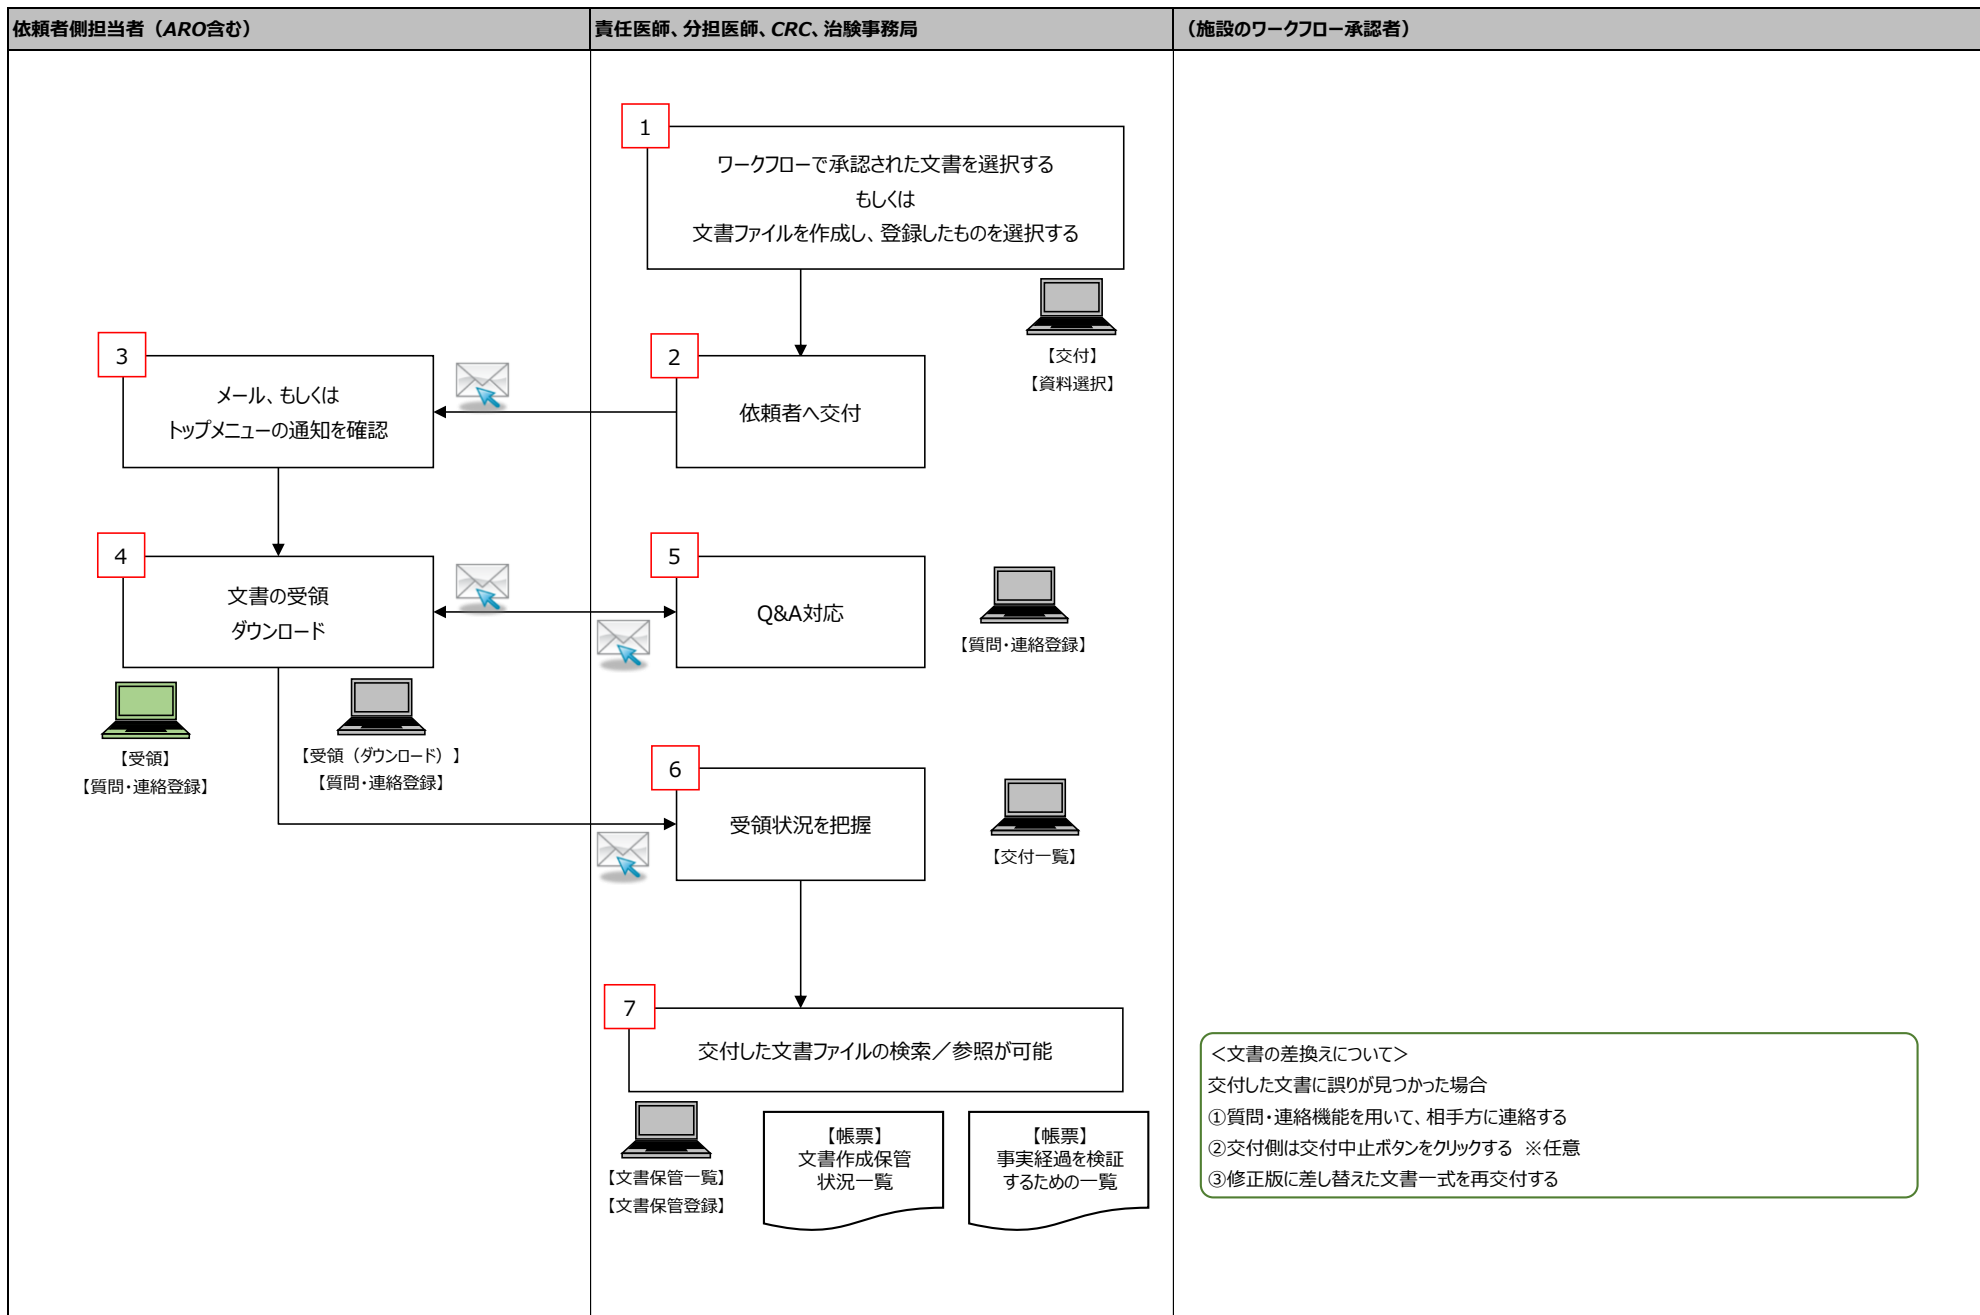 依頼者側担当者（ARO含む）
責任医師、分担医師、CRC、治験事務局
（施設のワークフロー承認者）
1
ワークフローで承認された文書を選択する
もしくは
文書ファイルを作成し、登録したものを選択する
【交付】
【資料選択】
2
依頼者へ交付
3
メール、もしくは
トップメニューの通知を確認
4
文書の受領
ダウンロード
【受領】
【質問・連絡登録】
【受領（ダウンロード）】
【質問・連絡登録】
5
Q&A対応
【質問・連絡登録】
6
受領状況を把握
【交付一覧】
7
交付した文書ファイルの検索／参照が可能
【文書保管一覧】
【文書保管登録】
【帳票】
文書作成保管
状況一覧
【帳票】
事実経過を検証
するための一覧
＜文書の差換えについて＞
交付した文書に誤りが見つかった場合
①質問・連絡機能を用いて、相手方に連絡する
②交付側は交付中止ボタンをクリックする ※任意
③修正版に差し替えた文書一式を再交付する